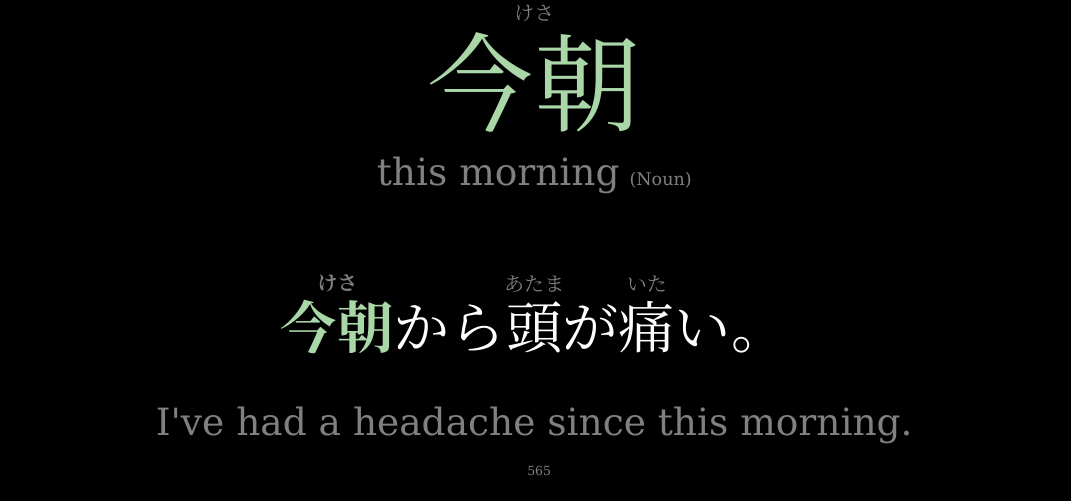 けさ
今朝
this morning (Noun)
けさ あたま いた
今朝から頭が痛い。
I've had a headache since this morning.
565